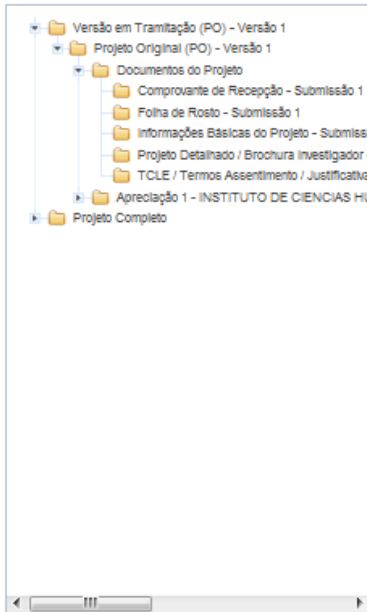 Versão em Tramitação (PO) - Versão 1
Projeto Original (PO) - Versão 1
Documentos do Projeto
Comprovante de Recepção - Submissão 1
Folha de Rosto - Submissão 1
Informações Básicas do Projeto - Submiss
Projeto Detalhado / Brochura Investigador
TCLE / Termos Assentimento / Justificativa
Apreciação 1 - INSTITUTO DE CIENCIAS HU
Projeto Completo